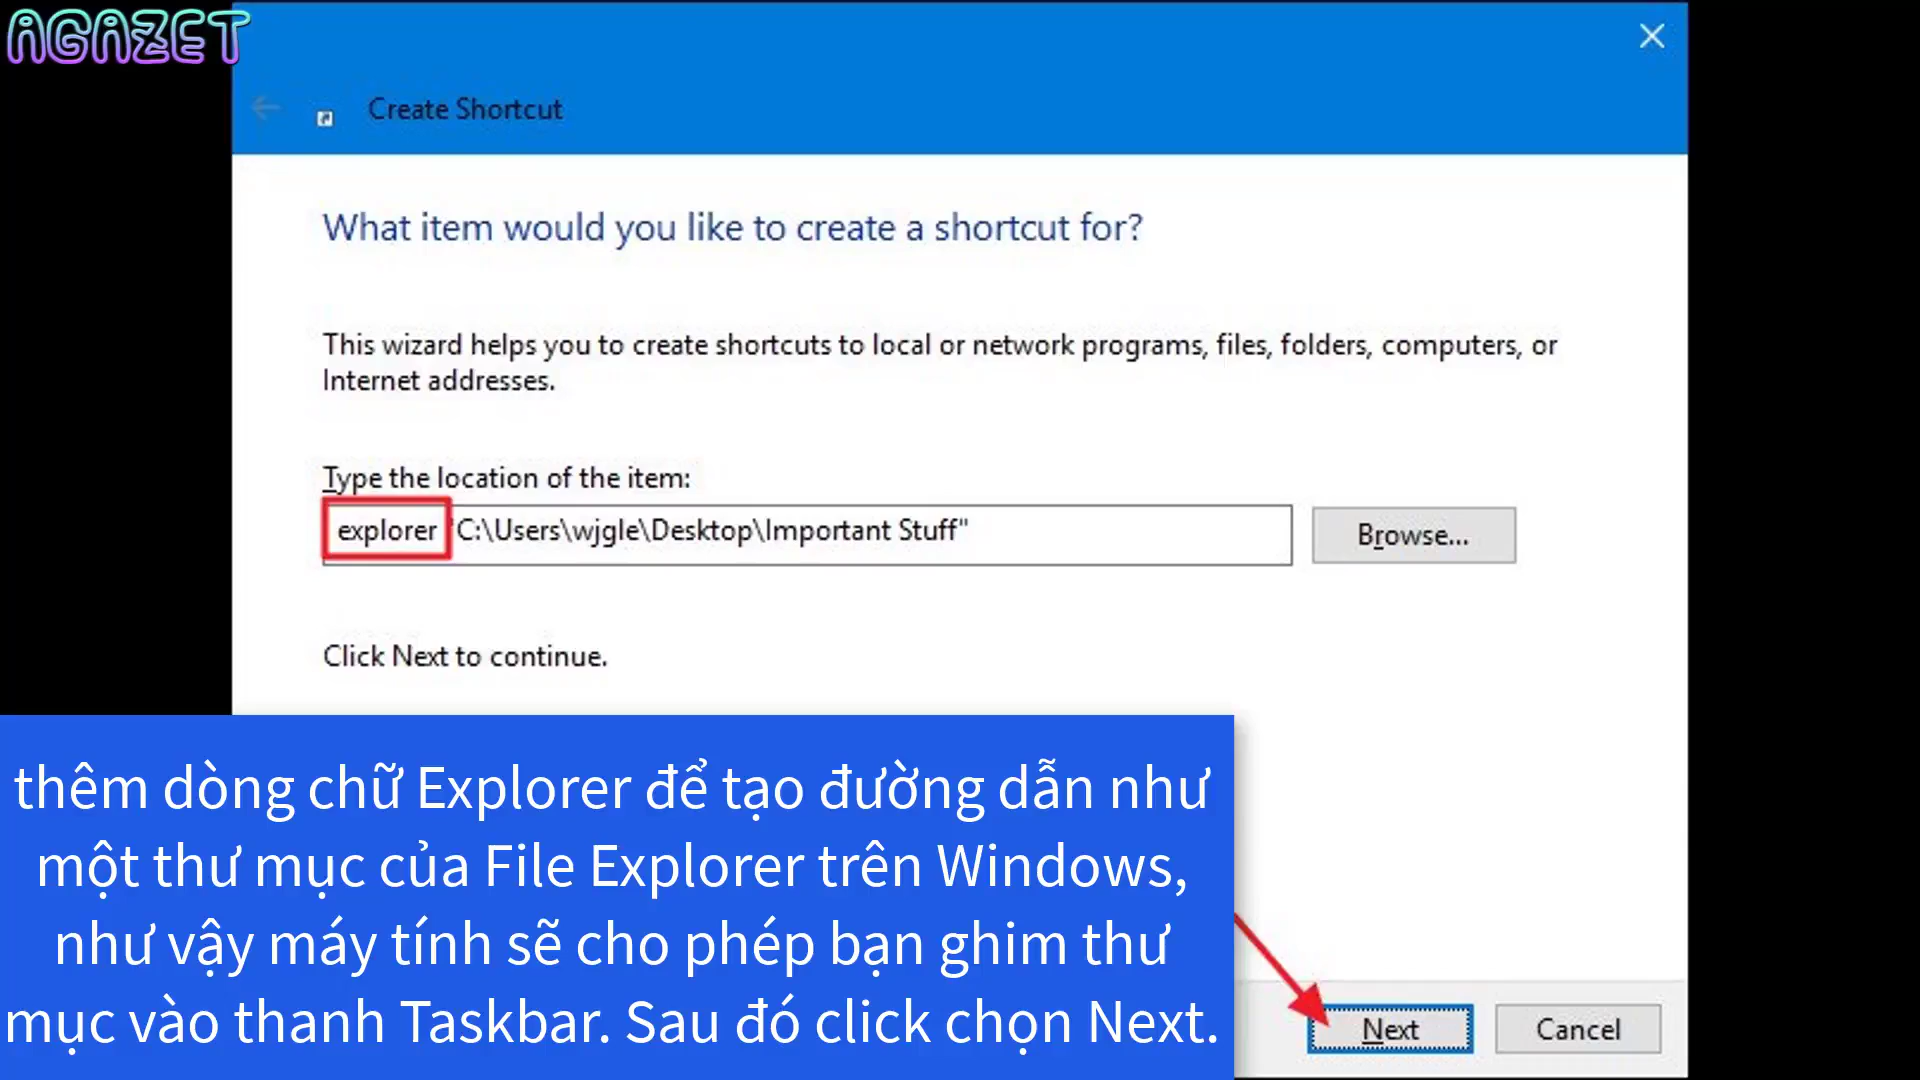 AGAZET
Create Shortcut
What item would you like to create a shortcut for?
This wizard helps you to create shortcuts to local or network programs, files, folders, computers, or
Internet addresses.
Type the location of the item:
explorer "C:\Users\wjgle\Desktop\Important Stuff"
Browse...
Click Next to continue.
thêm dòng chữ Explorer để tạo đường dẫn như
một thư mục của File Explorer trên Windows,
như vậy máy tính sẽ cho phép bạn ghim thư
mục vào thanh Taskbar. Sau đó click chọn Next.
Next
Cancel